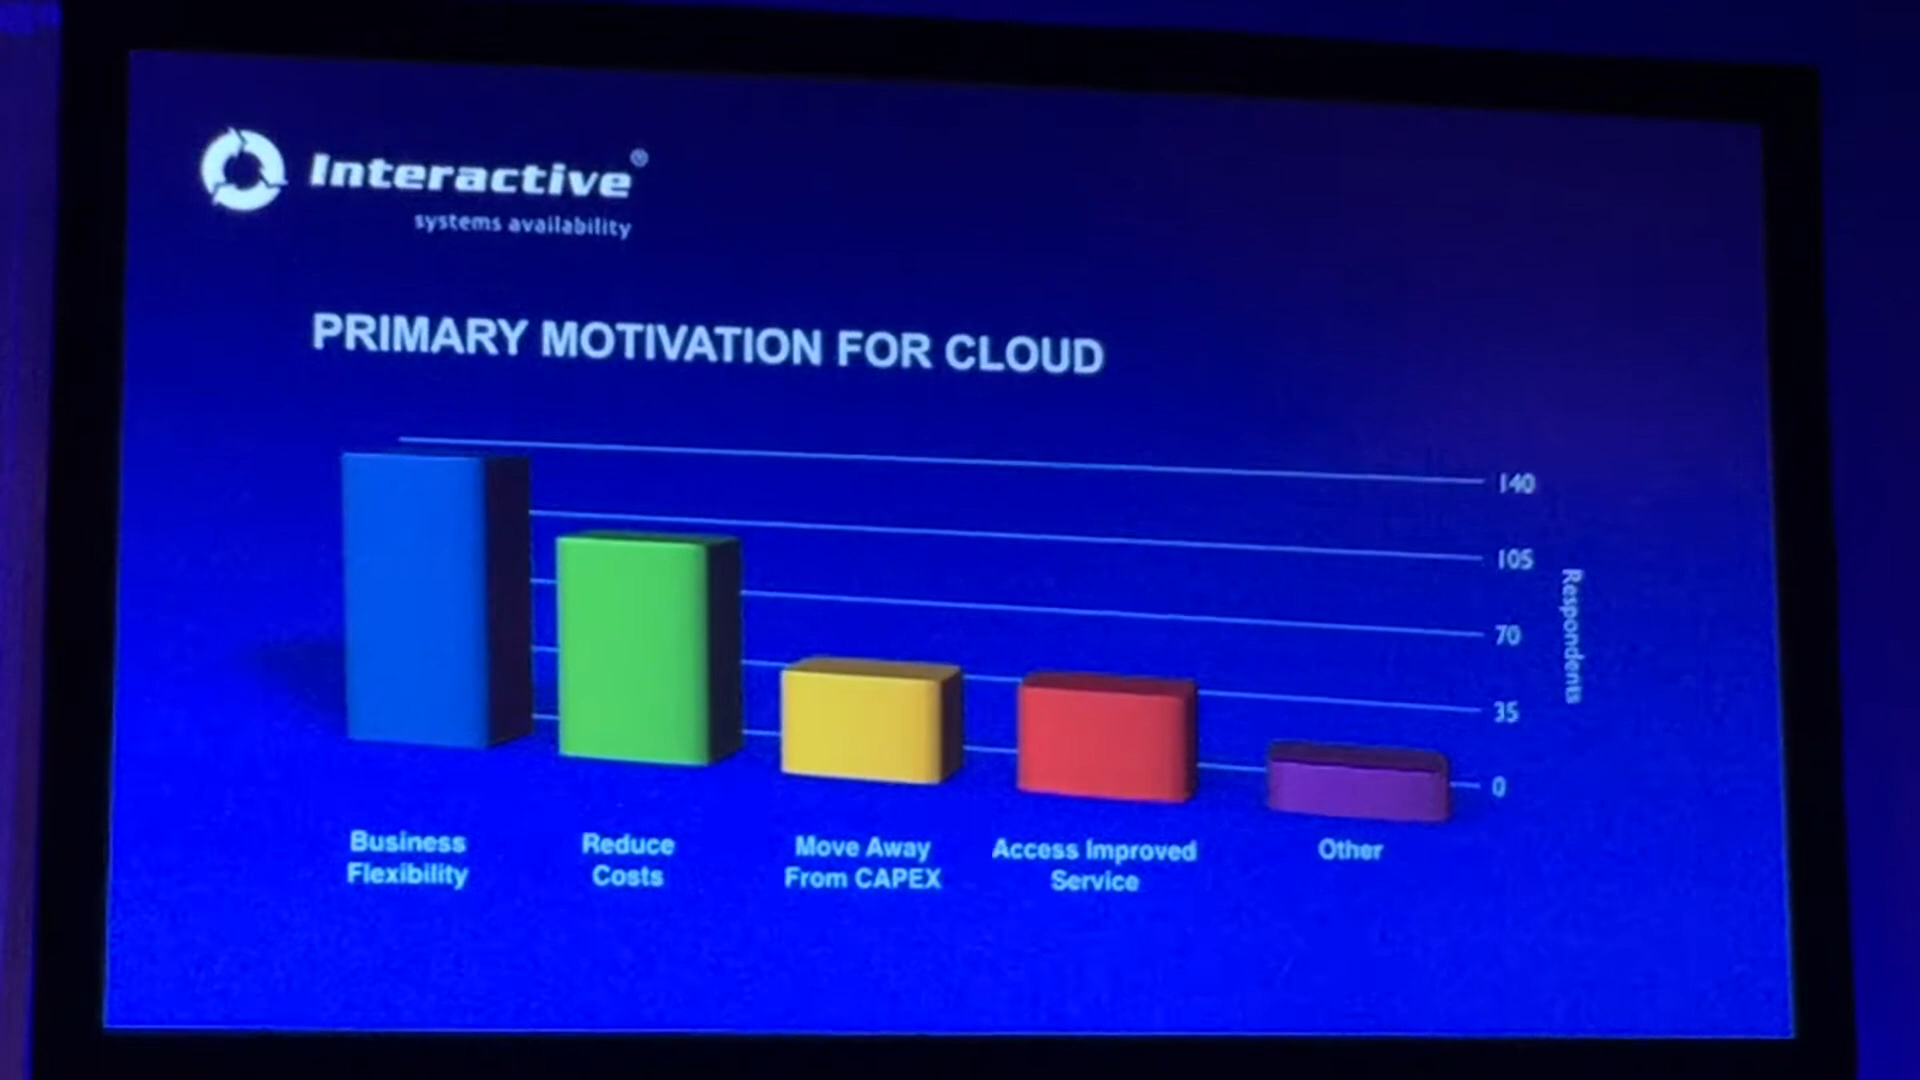 Interactive®
systems availability
PRIMARY MOTIVATION FOR CLOUD
140
105
70
35
0
Respondents
Business
Flexibility
Reduce
Costs
Move Away
From CAPEX
Access Improved
Service
Other